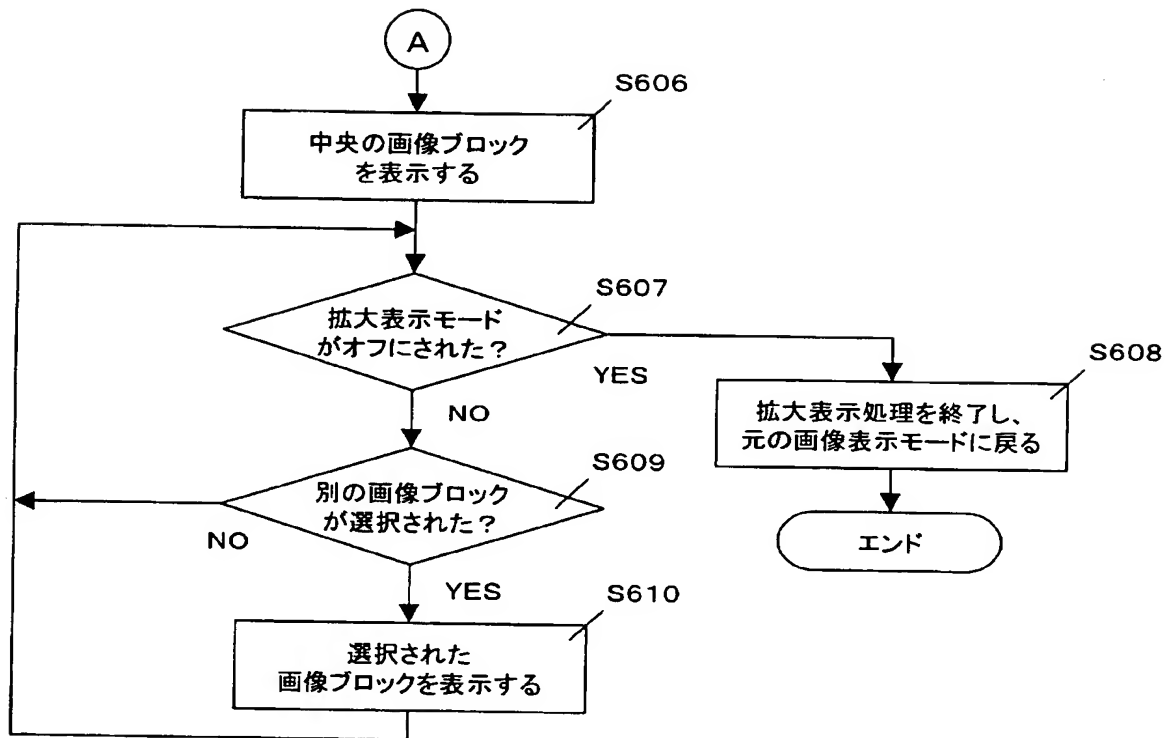 A
S606
中央の画像ブロック
を表示する
S607
拡大表示モード
がオフにされた？
YES
NO
S608
拡大表示処理を終了し、
元の画像表示モードに戻る
S609
別の画像ブロック
が選択された？
NO
エンド
YES
S610
選択された
画像ブロックを表示する